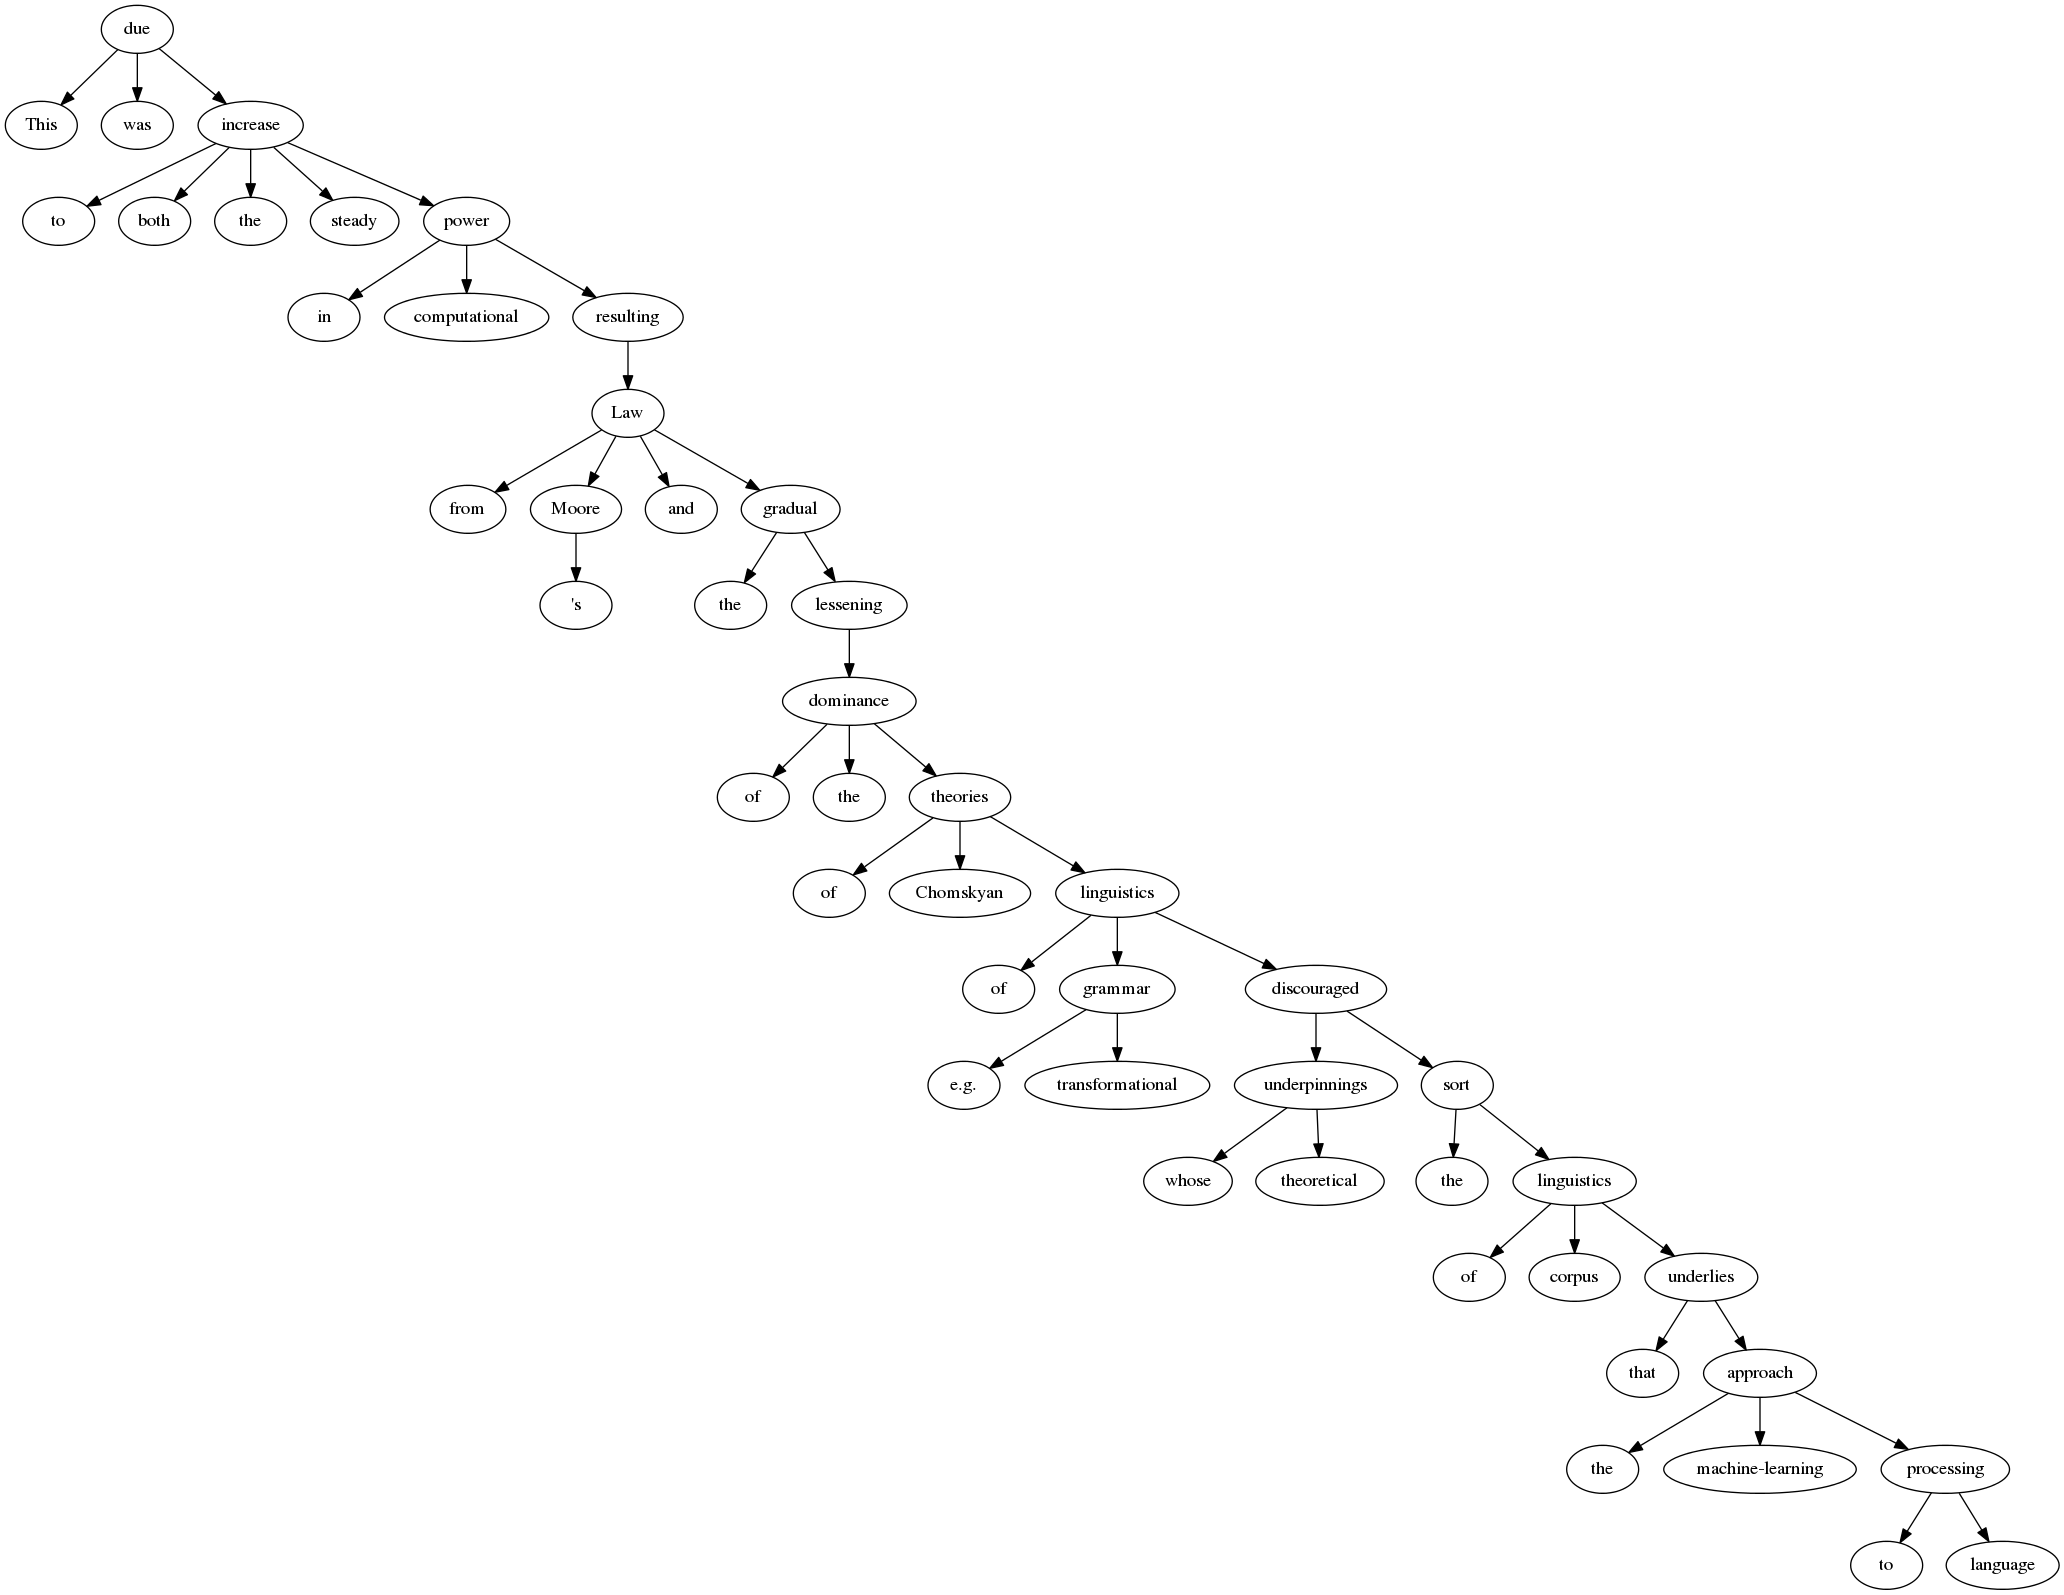 due
This was increase
to both the steady power
in computational resulting
Law
from Moore and gradual
's the lessening
dominance
of the theories
of Chomskyan linguistics
of grammar discouraged
e.g. transformational underpinnings sort
whose theoretical the linguistics
of corpus underlies
that approach
the machine-learning processing
to language